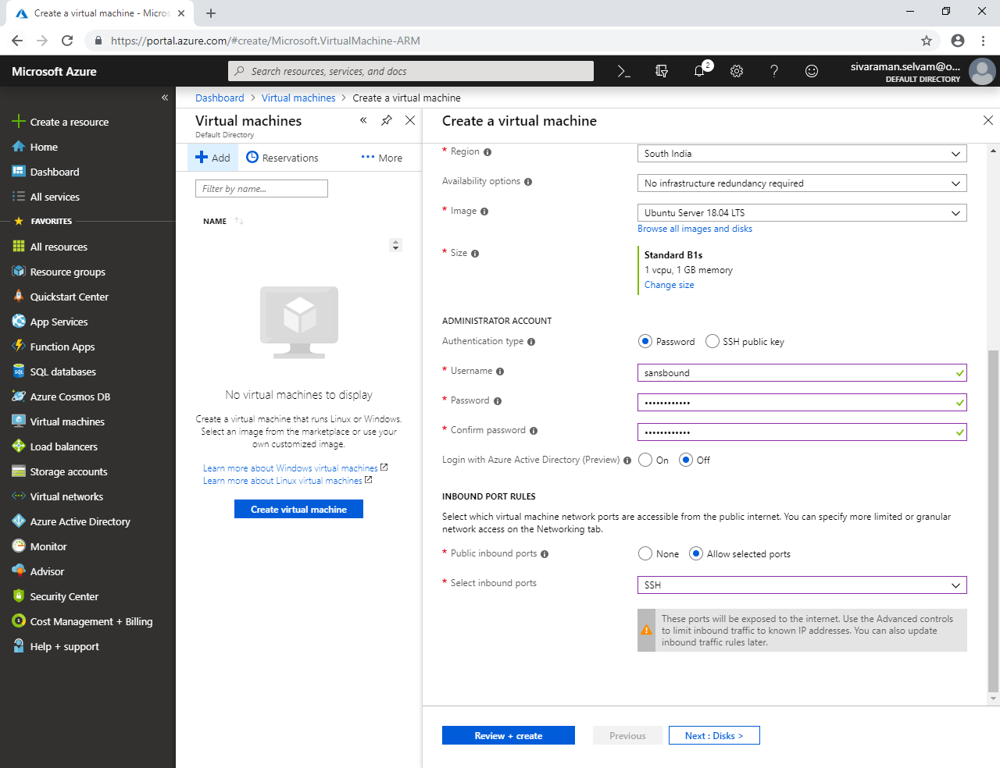 Create a virtual machine - Micros
https://portal.azure.com/#create/Microsoft.VirtualMachine-ARM
Microsoft Azure
Search resources, services, and docs
2
sivaraman.selvam@o...
DEFAULT DIRECTORY
Create a resource
Home
Dashboard
All services
FAVORITES
All resources
Resource groups
Quickstart Center
App Services
Function Apps
SQL databases
Azure Cosmos DB
Virtual machines
Load balancers
Storage accounts
Virtual networks
Azure Active Directory
Monitor
Advisor
Security Center
Cost Management + Billing
Help + support
Dashboard > Virtual machines > Create a virtual machine
Virtual machines
Default Directory
Add
Reservations
More
Filter by name...
NAME
No virtual machines to display
Create a virtual machine that runs Linux or Windows.
Select an image from the marketplace or use your
own customized image.
Learn more about Windows virtual machines
Learn more about Linux virtual machines
Create virtual machine
Create a virtual machine
* Region
South India
Availability options
No infrastructure redundancy required
* Image
Ubuntu Server 18.04 LTS
Browse all images and disks
* Size
Standard B1s
1 vcpu, 1 GB memory
Change size
ADMINISTRATOR ACCOUNT
Authentication type
Password
SSH public key
* Username
sansbound
* Password
••••••••••••
* Confirm password
••••••••••••
Login with Azure Active Directory (Preview)
On
Off
INBOUND PORT RULES
Select which virtual machine network ports are accessible from the public internet. You can specify more limited or granular
network access on the Networking tab.
* Public inbound ports
None
Allow selected ports
* Select inbound ports
SSH
These ports will be exposed to the internet. Use the Advanced controls
to limit inbound traffic to known IP addresses. You can also update
inbound traffic rules later.
Review + create
Previous
Next : Disks >